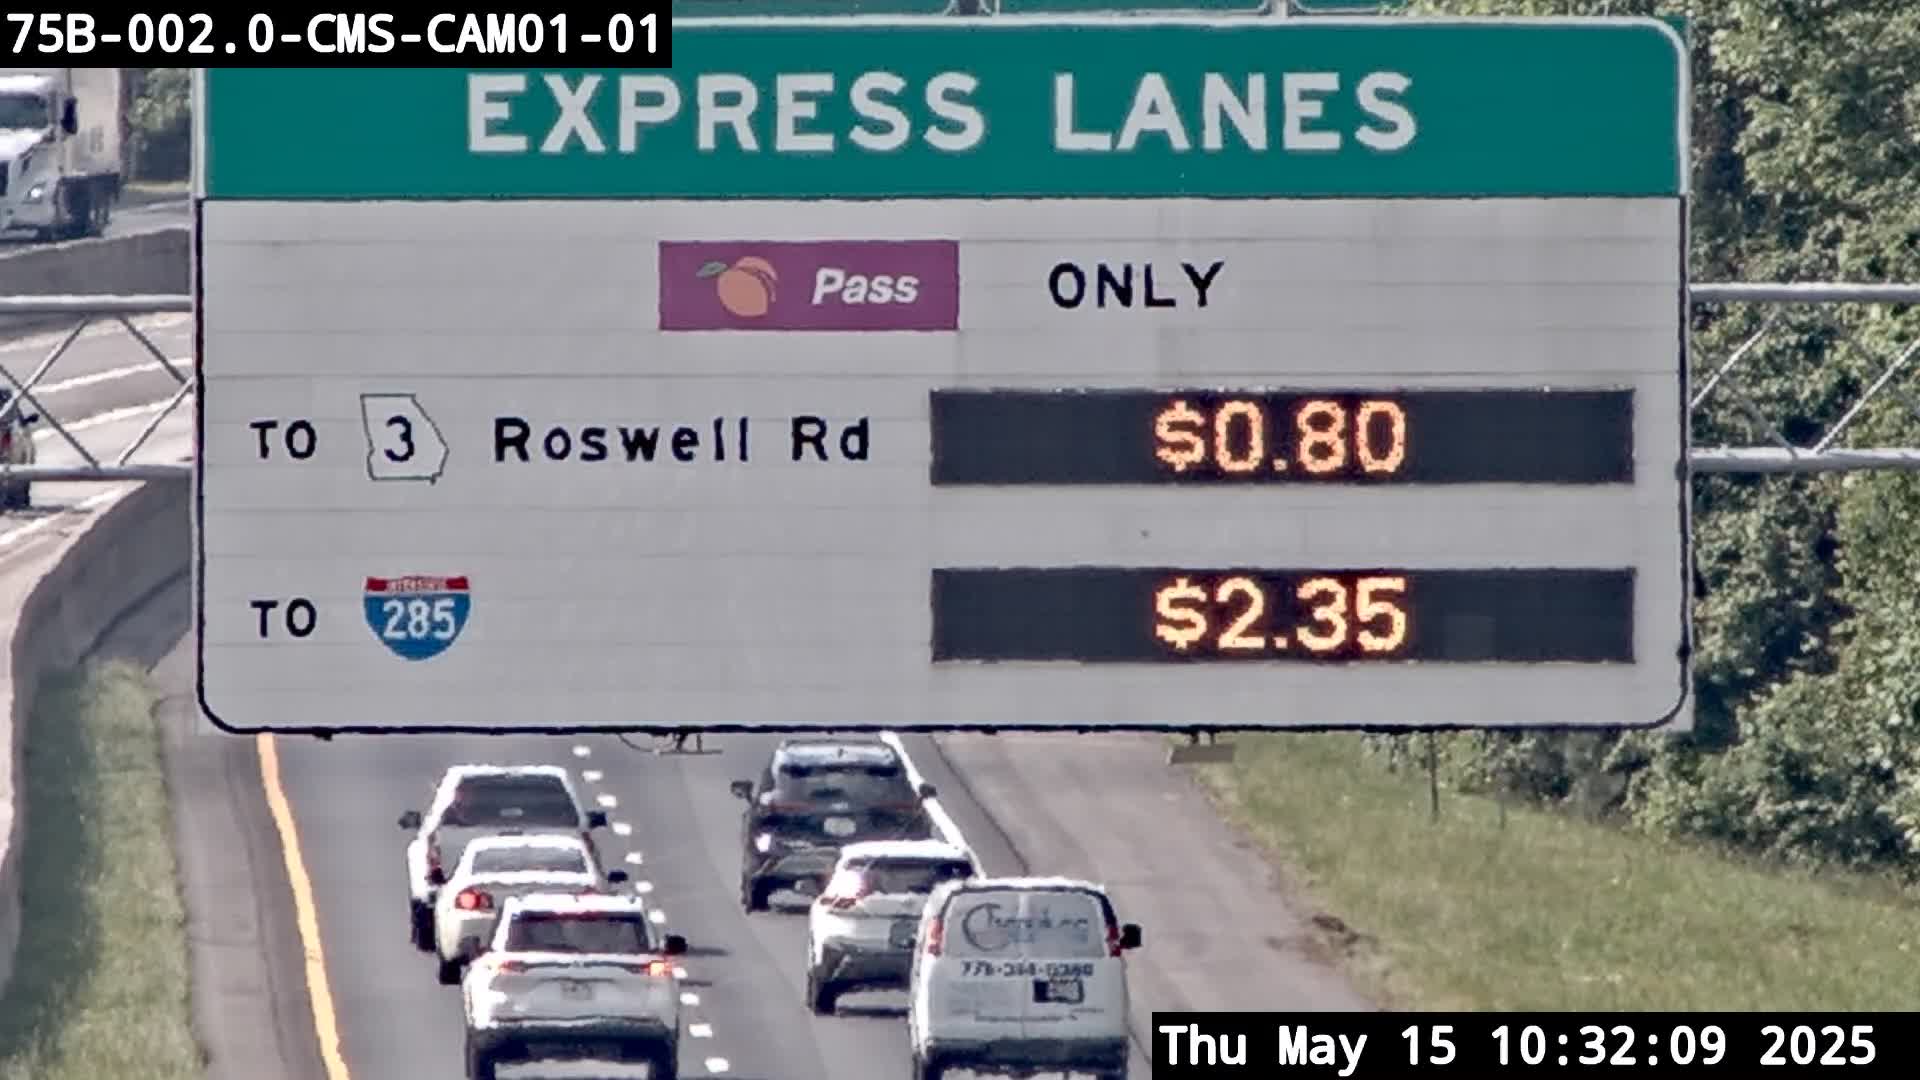 75B-002.0-CMS-CAM01-01
EXPRESS LANES
Pass ONLY
TO 3 Roswell Rd $0.80
TO INTERSTATE 285 $2.35
Thu May 15 10:32:09 2025